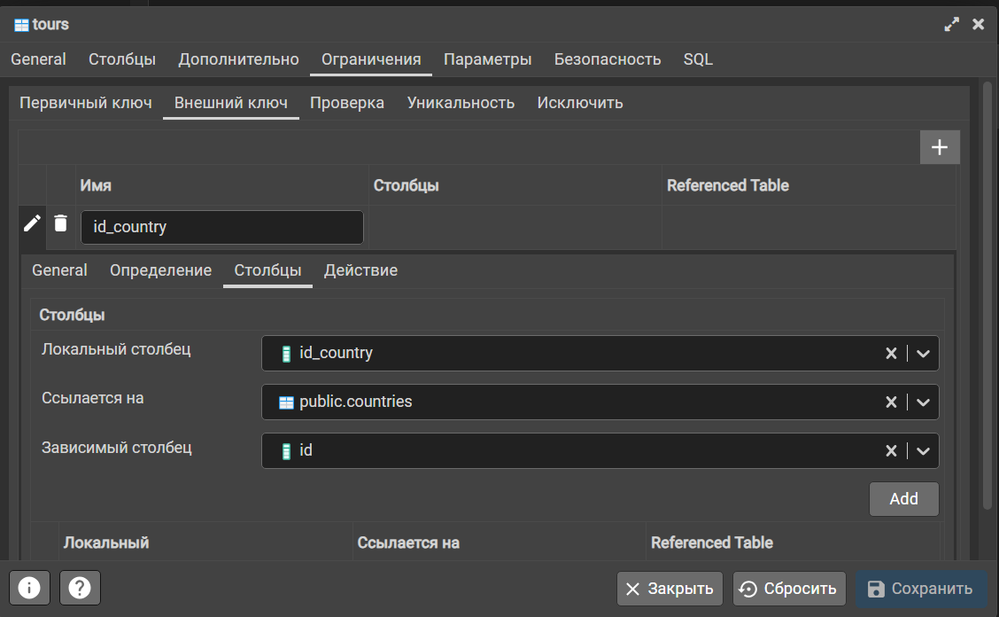 tours
General Столбцы Дополнительно Ограничения Параметры Безопасность SQL
Первичный ключ Внешний ключ Проверка Уникальность Исключить
Имя Столбцы Referenced Table
id_country
General Определение Столбцы Действие
Столбцы
Локальный столбец id_country
Ссылается на public.countries
Зависимый столбец id
Add
Локальный Ссылается на Referenced Table
Закрыть Сбросить Сохранить